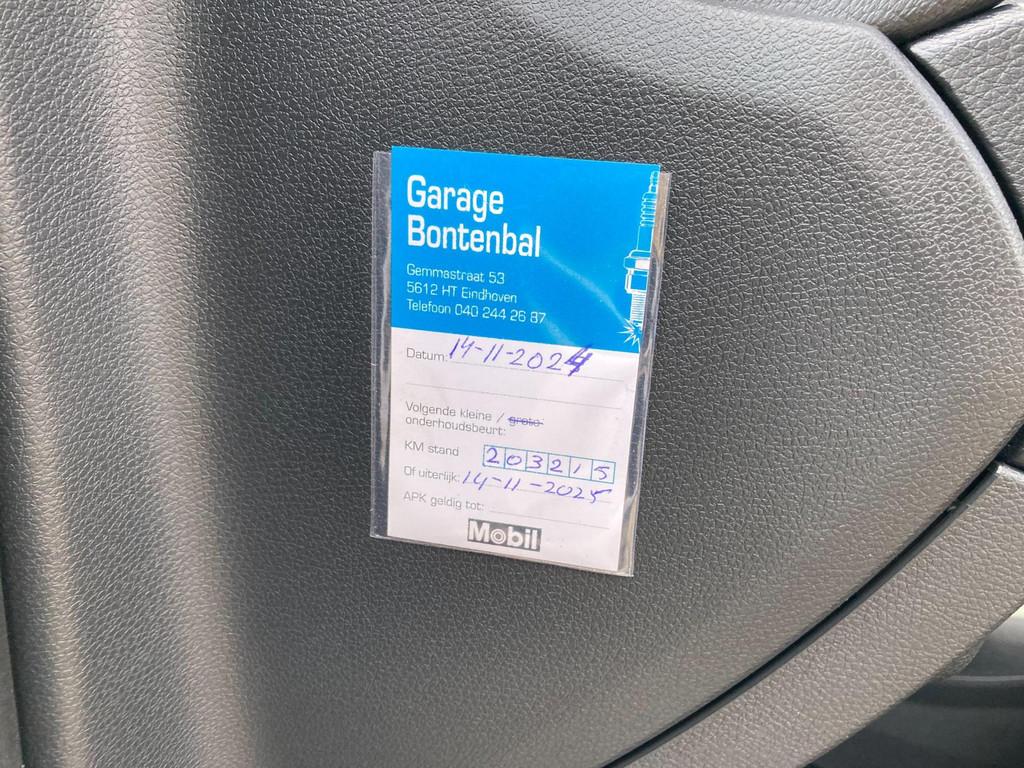 Garage
Bontenbal
Gemmastraat 53
5612 HT Eindhoven
Telefoon 040 244 26 87
Datum: 14-11-2024
Volgende kleine / grote
onderhoudsbeurt:
KM stand 203215
Of uiterlijk: 14-11-2025
APK geldig tot:
Mobil